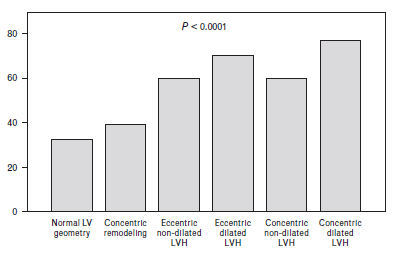 P < 0.0001
80
60
40
20
0
Normal LV Concentric Eccentric Eccentric Concentric Concentric
geometry remodeling non-dilated dilated non-dilated dilated
LVH LVH LVH LVH